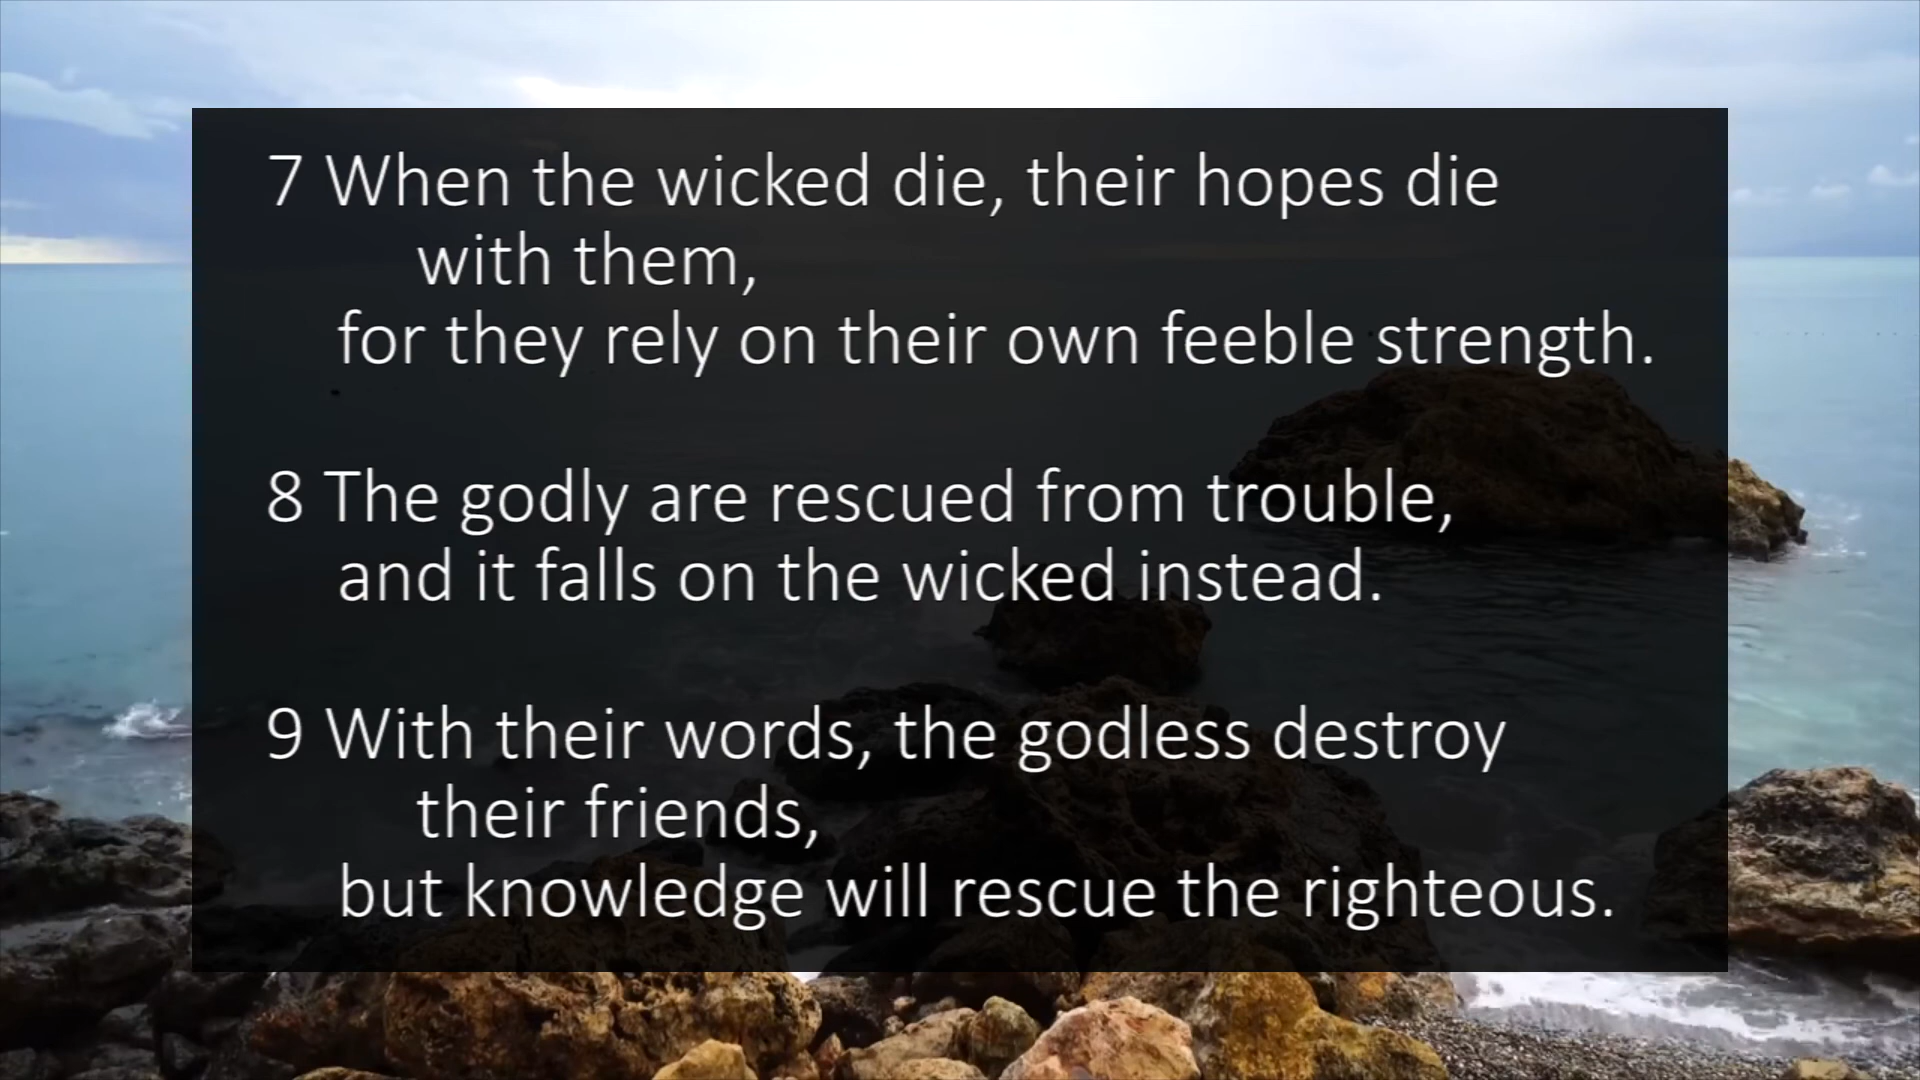 7 When the wicked die, their hopes die
with them,
for they rely on their own feeble strength.
8 The godly are rescued from trouble,
and it falls on the wicked instead.
9 With their words, the godless destroy
their friends,
but knowledge will rescue the righteous.